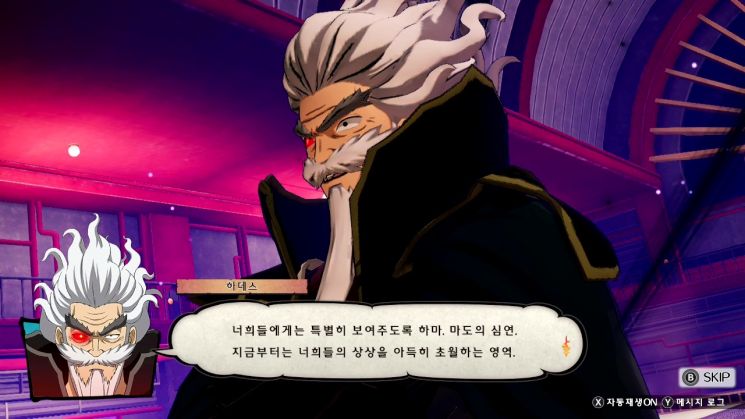 하데스
너희들에게는 특별히 보여주도록 하마. 마도의 심연.
지금부터는 너희들의 상상을 아득히 초월하는 영역.
B SKIP
X 자동재생ON Y 메시지 로그